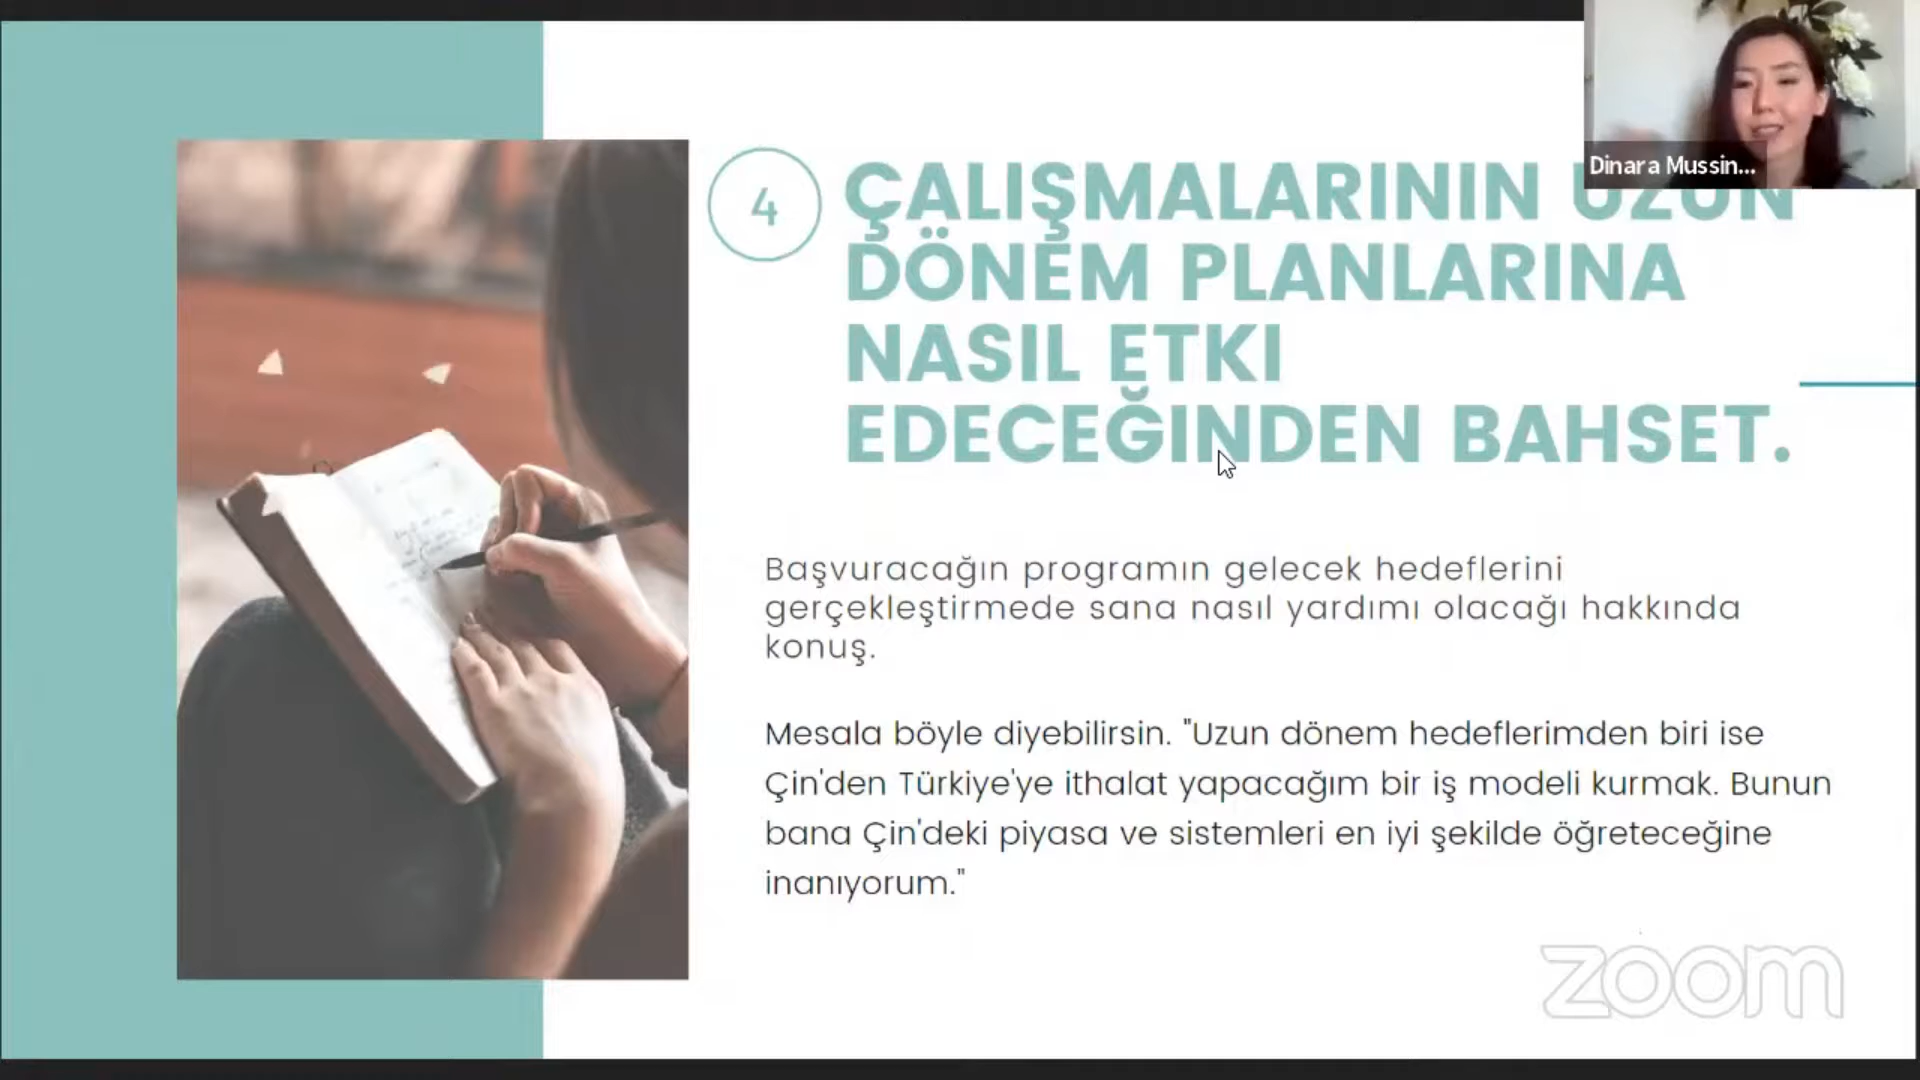 4
ÇALIŞMALARININ UZUN
DÖNEM PLANLARINA
NASIL ETKI
EDECEĞINDEN BAHSET.
Başvuracağın programın gelecek hedeflerini
gerçekleştirmede sana nasıl yardımı olacağı hakkında
konuş.
Mesala böyle diyebilirsin. "Uzun dönem hedeflerimden biri ise
Çin'den Türkiye'ye ithalat yapacağım bir iş modeli kurmak. Bunun
bana Çin'deki piyasa ve sistemleri en iyi şekilde öğreteceğine
inanıyorum."
Dinara Mussin...
zoom